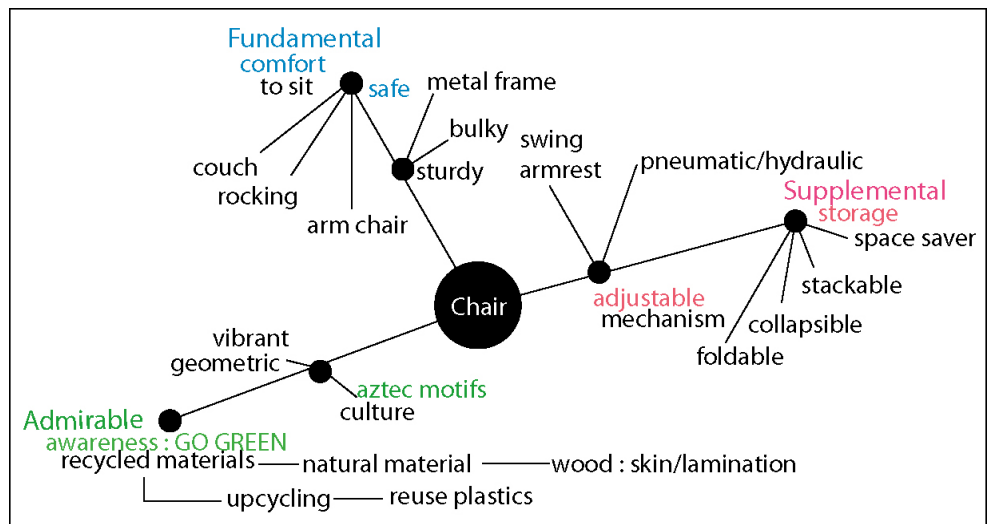 Fundamental
comfort
to sit
safe
metal frame
bulky
sturdy
couch
rocking
arm chair
swing
armrest
pneumatic/hydraulic
Supplemental
storage
space saver
stackable
collapsible
foldable
adjustable
mechanism
Chair
vibrant
geometric
aztec motifs
culture
Admirable
awareness : GO GREEN
recycled materials
natural material
wood : skin/lamination
upcycling
reuse plastics